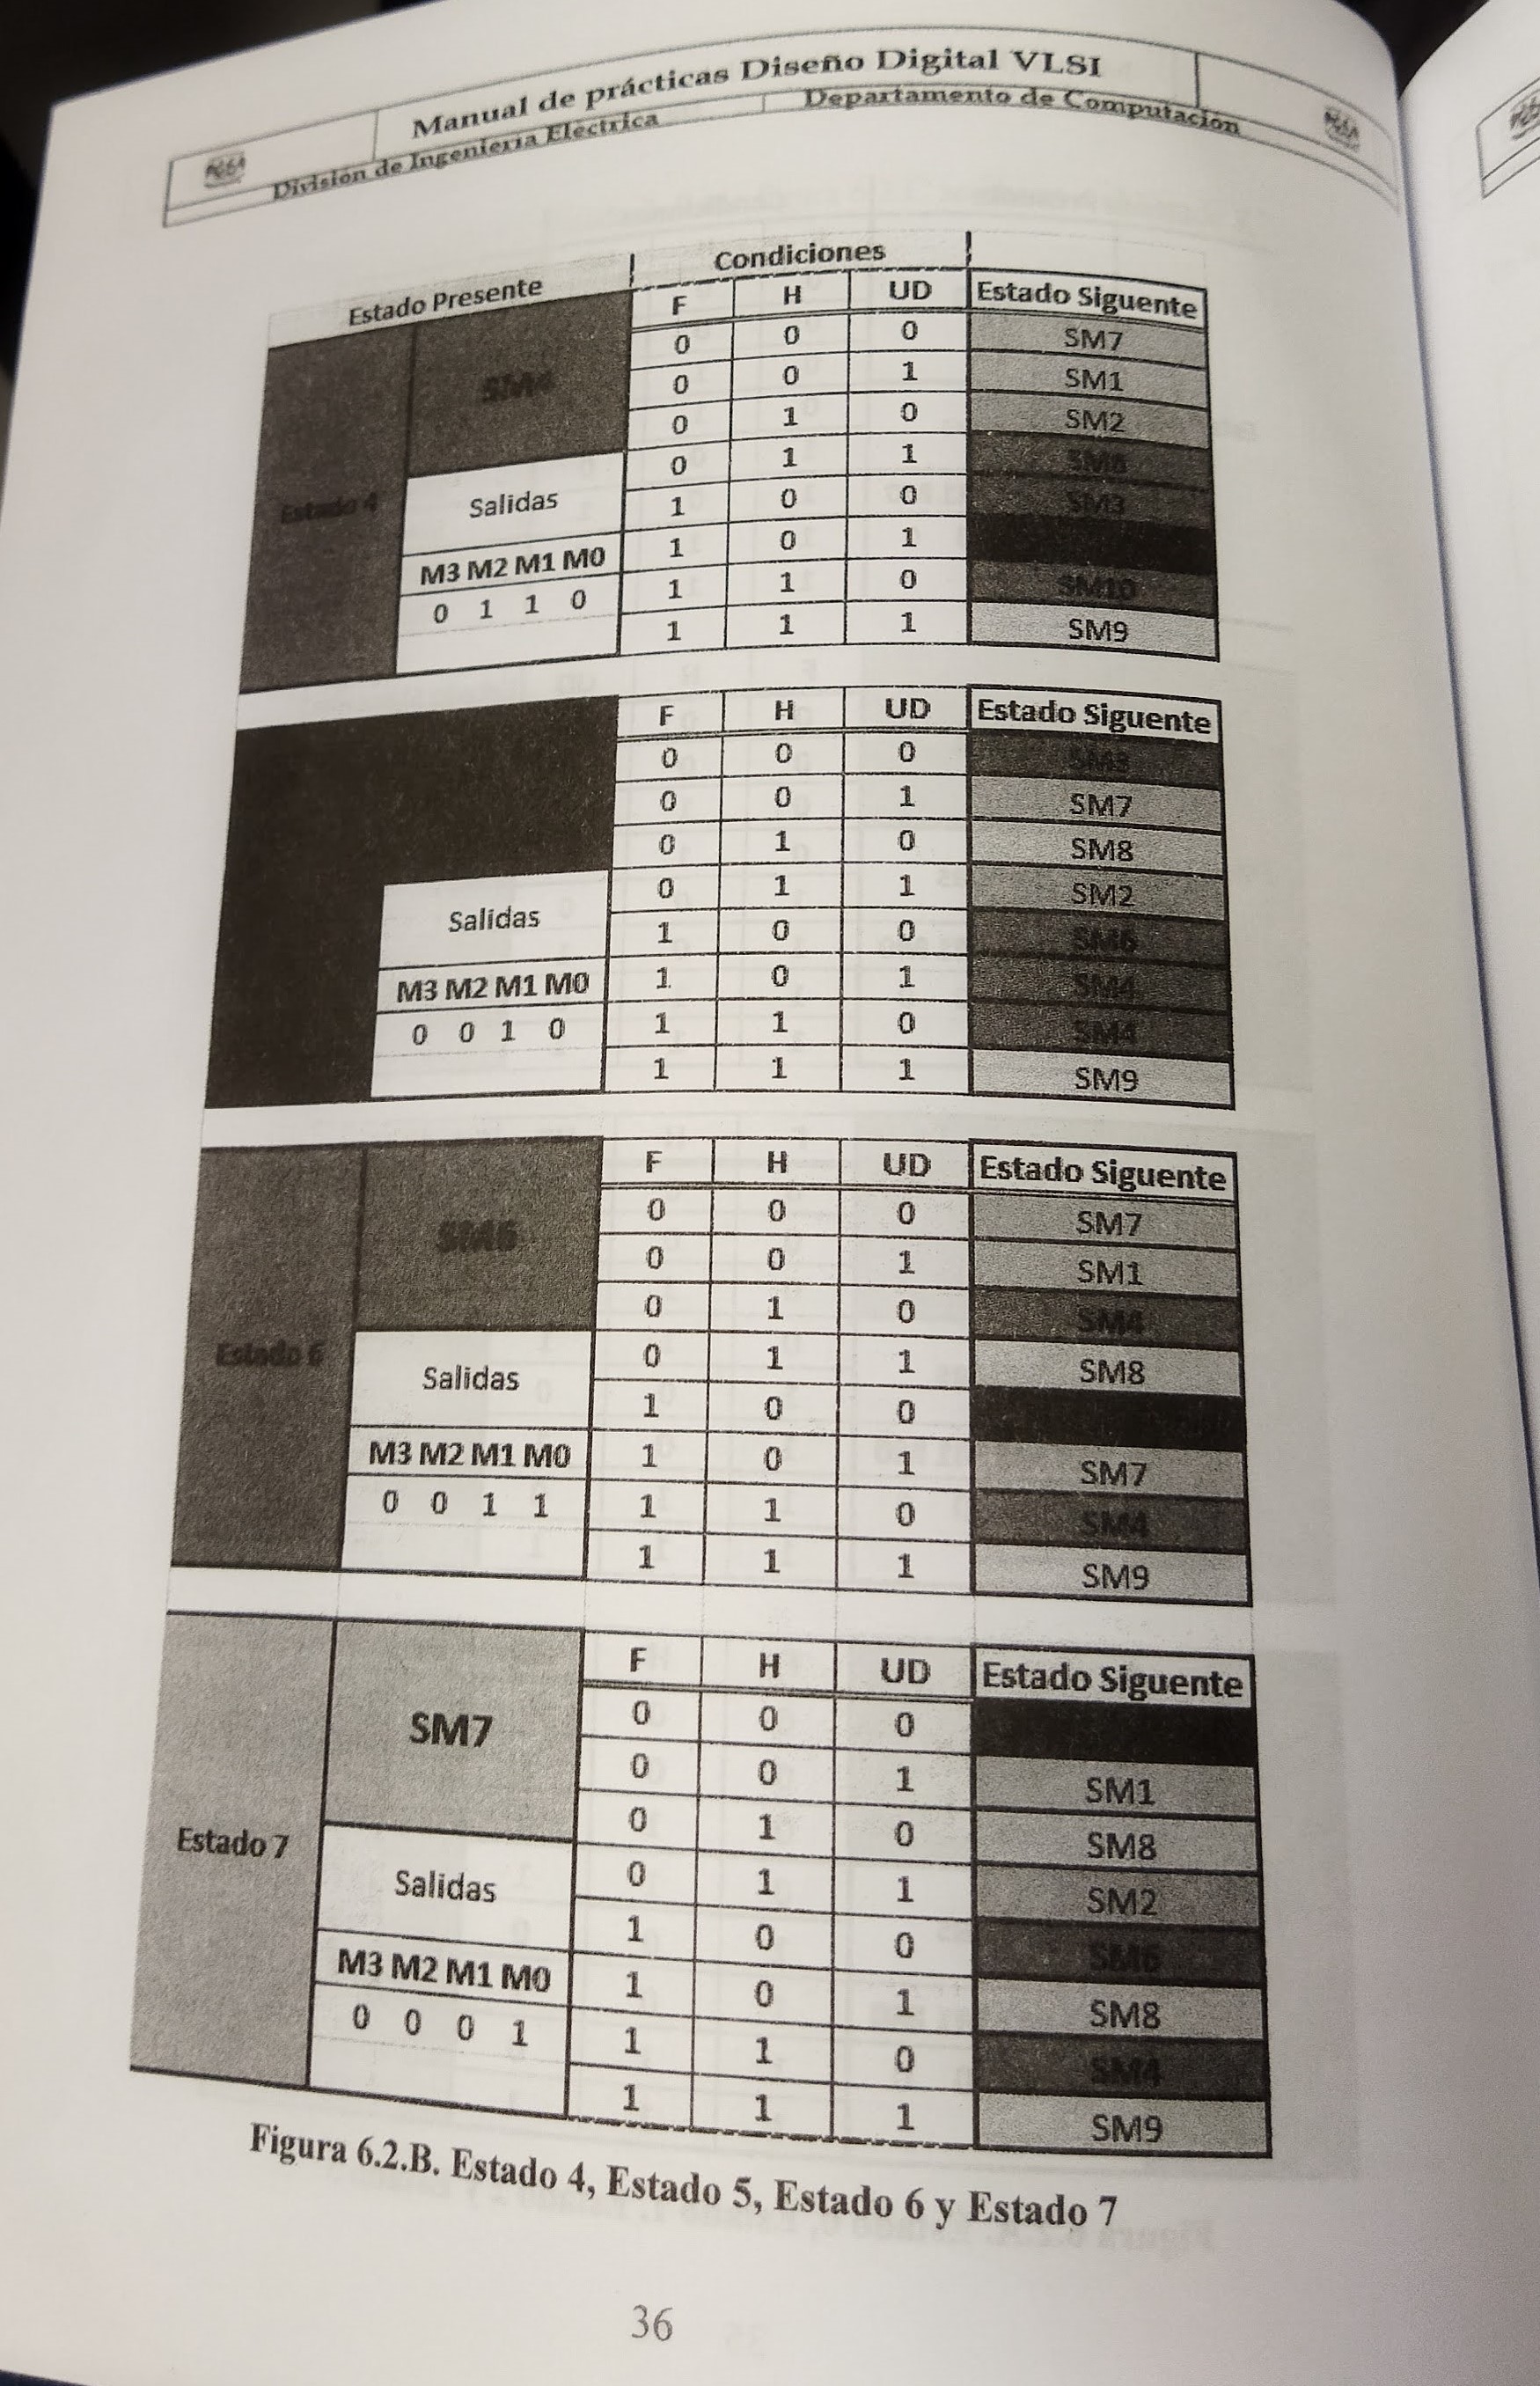 Manual de prácticas Diseño Digital VLSI
División de Ingeniería Eléctrica Departamento de Computación
Estado Presente Condiciones
F H UD Estado Siguente
SM4
0 0 0 SM7
0 0 1 SM1
0 1 0 SM2
Estado 4
0 1 1 SM6
Salidas
1 0 0 SM3
M3 M2 M1 M0
1 0 1
0 1 1 0
1 1 0 SM10
1 1 1 SM9
F H UD Estado Siguente
0 0 0 SM3
0 0 1 SM7
0 1 0 SM8
0 1 1 SM2
Salidas
1 0 0 SM6
M3 M2 M1 M0
1 0 1 SM4
0 0 1 0
1 1 0 SM4
1 1 1 SM9
F H UD Estado Siguente
SM6
0 0 0 SM7
0 0 1 SM1
0 1 0 SM4
Estado 6
0 1 1 SM8
Salidas
1 0 0
M3 M2 M1 M0
1 0 1 SM7
0 0 1 1
1 1 0 SM4
1 1 1 SM9
F H UD Estado Siguente
SM7
0 0 0
0 0 1 SM1
0 1 0 SM8
Estado 7
0 1 1 SM2
Salidas
1 0 0 SM6
M3 M2 M1 M0
1 0 1 SM8
0 0 0 1
1 1 0 SM4
1 1 1 SM9
Figura 6.2.B. Estado 4, Estado 5, Estado 6 y Estado 7
36